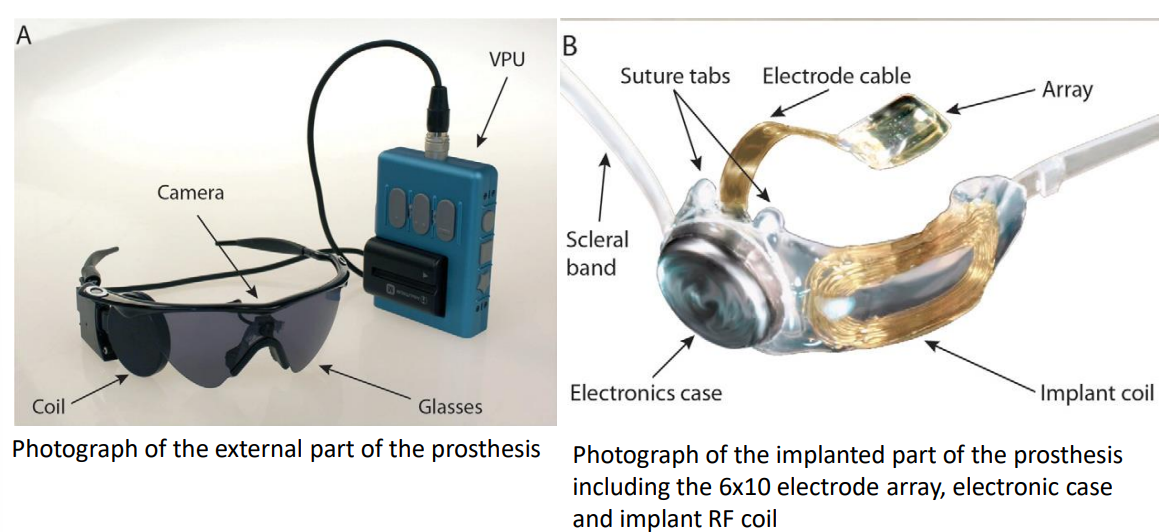 A
VPU
Camera
Coil
Glasses
Photograph of the external part of the prosthesis
B
Suture tabs
Electrode cable
Array
Scleral
band
Electronics case
Implant coil
Photograph of the implanted part of the prosthesis
including the 6x10 electrode array, electronic case
and implant RF coil